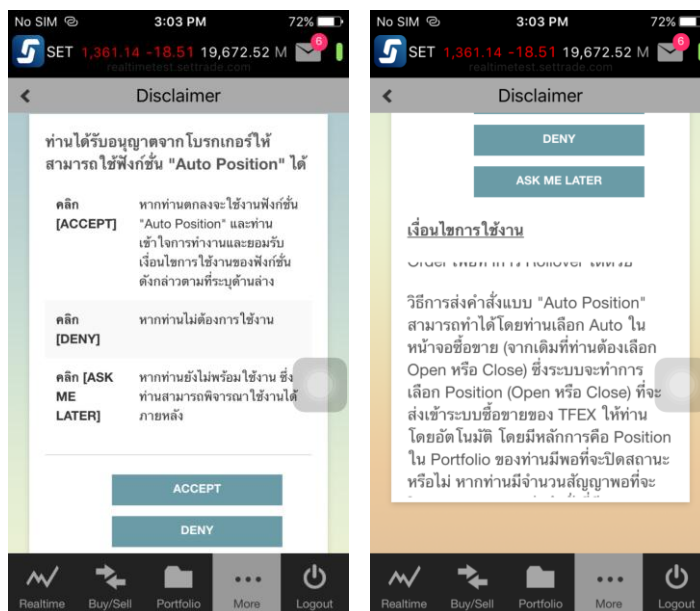 No SIM 3:03 PM 72%
SET 1,361.14 -18.51 19,672.52 M 6
realtimetest.settrade.com
Disclaimer
ท่านได้รับอนุญาตจากโบรกเกอร์ให้
สามารถใช้ฟังก์ชั่น "Auto Position" ได้
คลิก หากท่านตกลงจะใช้งานฟังก์ชั่น
[ACCEPT] "Auto Position" และท่าน
เข้าใจการทำงานและยอมรับ
เงื่อนไขการใช้งานของฟังก์ชั่น
ดังกล่าวตามที่ระบุด้านล่าง
คลิก หากท่านไม่ต้องการใช้งาน
[DENY]
คลิก [ASK หากท่านยังไม่พร้อมใช้งาน ซึ่ง
ME ท่านสามารถพิจารณาใช้งานได้
LATER] ภายหลัง
ACCEPT
DENY
Realtime Buy/Sell Portfolio More Logout
No SIM 3:03 PM 72%
SET 1,361.14 -18.51 19,672.52 M 6
realtimetest.settrade.com
Disclaimer
DENY
ASK ME LATER
เงื่อนไขการใช้งาน
วิธีการส่งคำสั่งแบบ "Auto Position"
สามารถทำได้โดยท่านเลือก Auto ใน
หน้าจอซื้อขาย (จากเดิมที่ท่านต้องเลือก
Open หรือ Close) ซึ่งระบบจะทำการ
เลือก Position (Open หรือ Close) ที่จะ
ส่งเข้าระบบซื้อขายของ TFEX ให้ท่าน
โดยอัตโนมัติ โดยมีหลักการคือ Position
ใน Portfolio ของท่านมีพอที่จะปิดสถานะ
หรือไม่ หากท่านมีจำนวนสัญญาพอที่จะ
Realtime Buy/Sell Portfolio More Logout